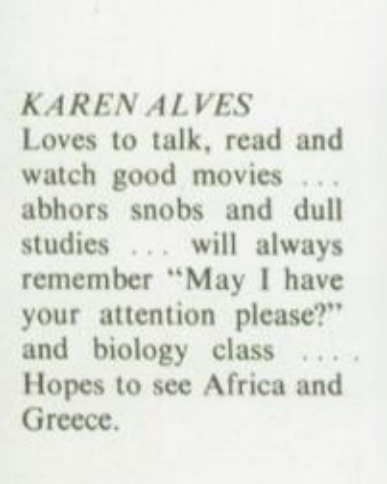 KAREN ALVES
Loves to talk, read and
watch good movies ...
abhors snobs and dull
studies ... will always
remember “May I have
your attention please?”
and biology class ....
Hopes to see Africa and
Greece.